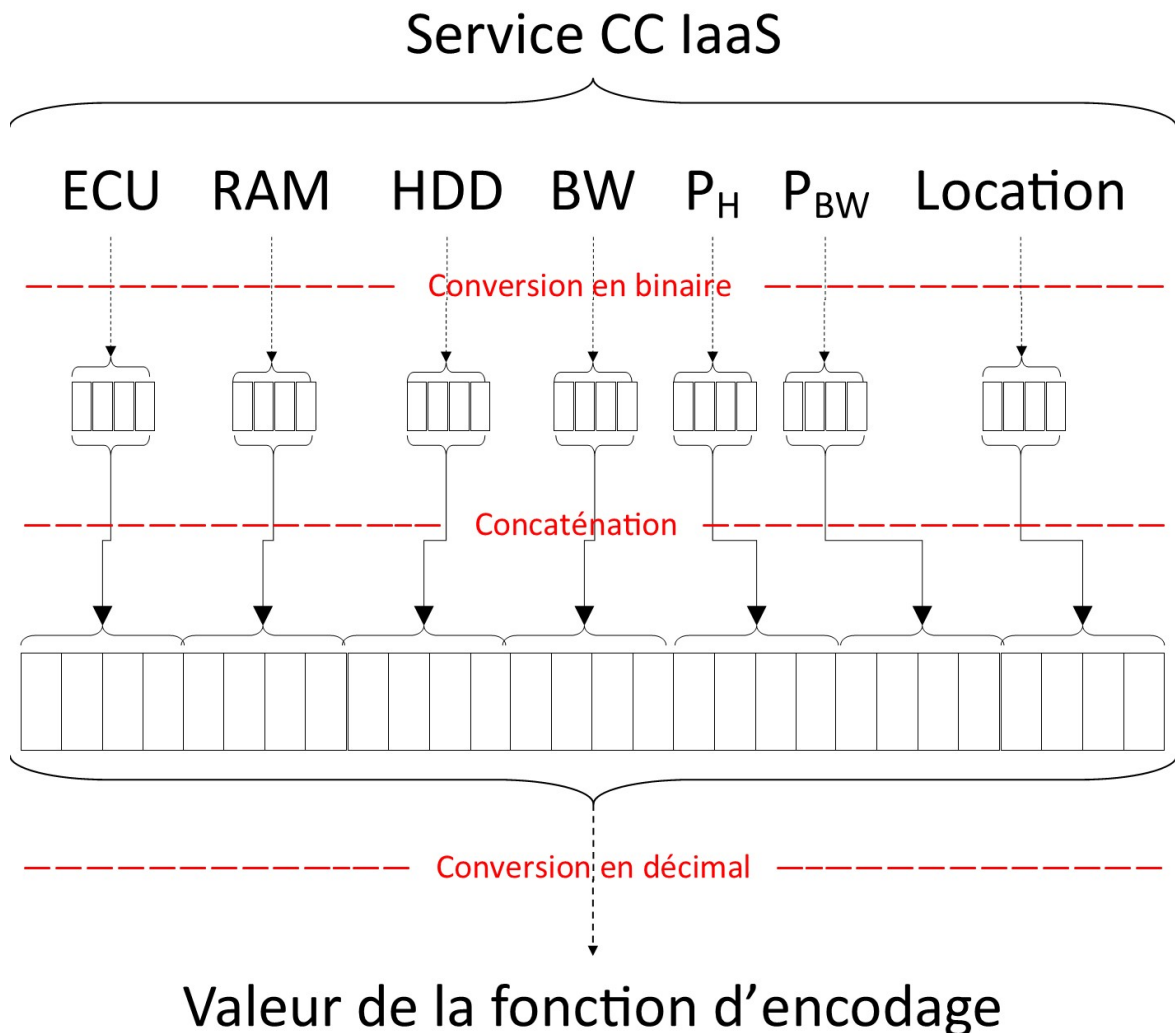 Service CC IaaS
ECU RAM HDD BW P_H P_BW Location
Conversion en binaire
Concaténation
Conversion en décimal
Valeur de la fonction d’encodage